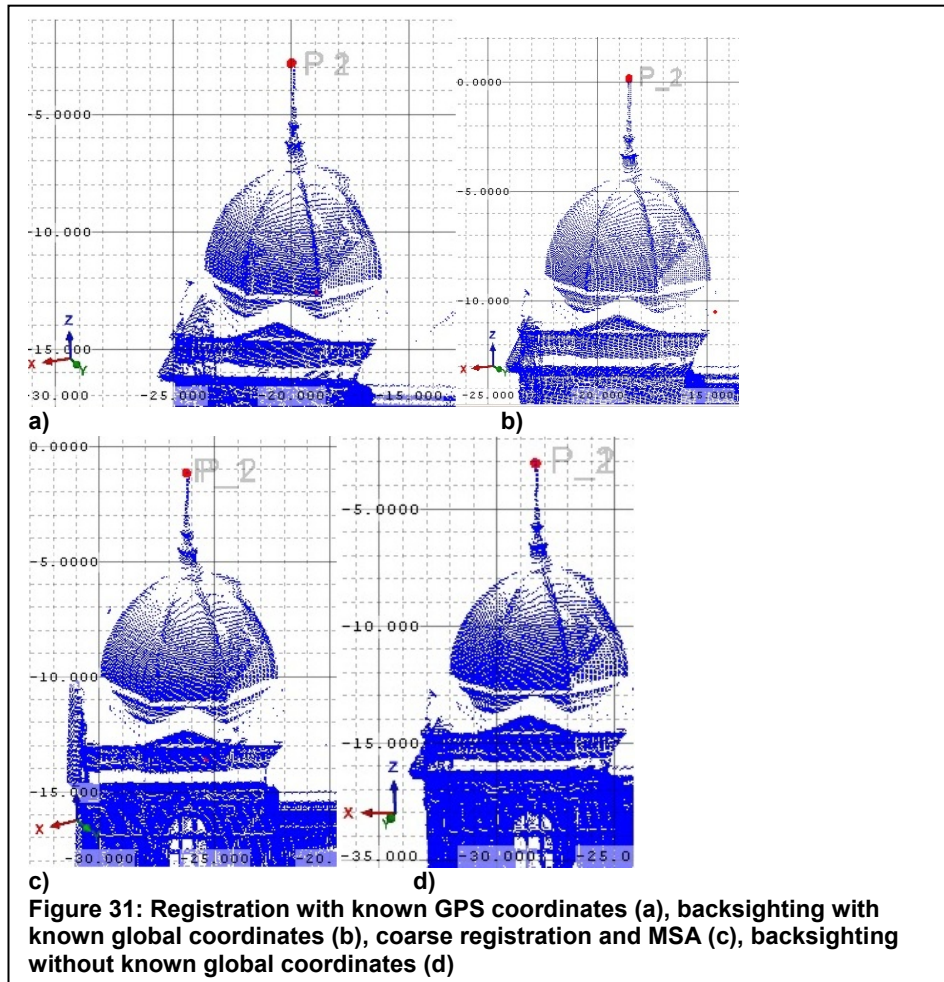 P 2
-5.0000
-10.000
Z
X
Y
-15.000
-30.000
-25.000
-20.000
-15.000
a)
0.0000
P_2
-5.0000
-10.000
Z
X
-25.000
-20.000
-15.000
b)
0.0000
P_2
-5.0000
-10.000
-15.000
X
-30.000
-25.000
-20.
c)
P_2
-5.0000
-10.000
-15.000
Z
X
Y
-35.000
-30.000
-25.0
d)
Figure 31: Registration with known GPS coordinates (a), backsighting with
known global coordinates (b), coarse registration and MSA (c), backsighting
without known global coordinates (d)